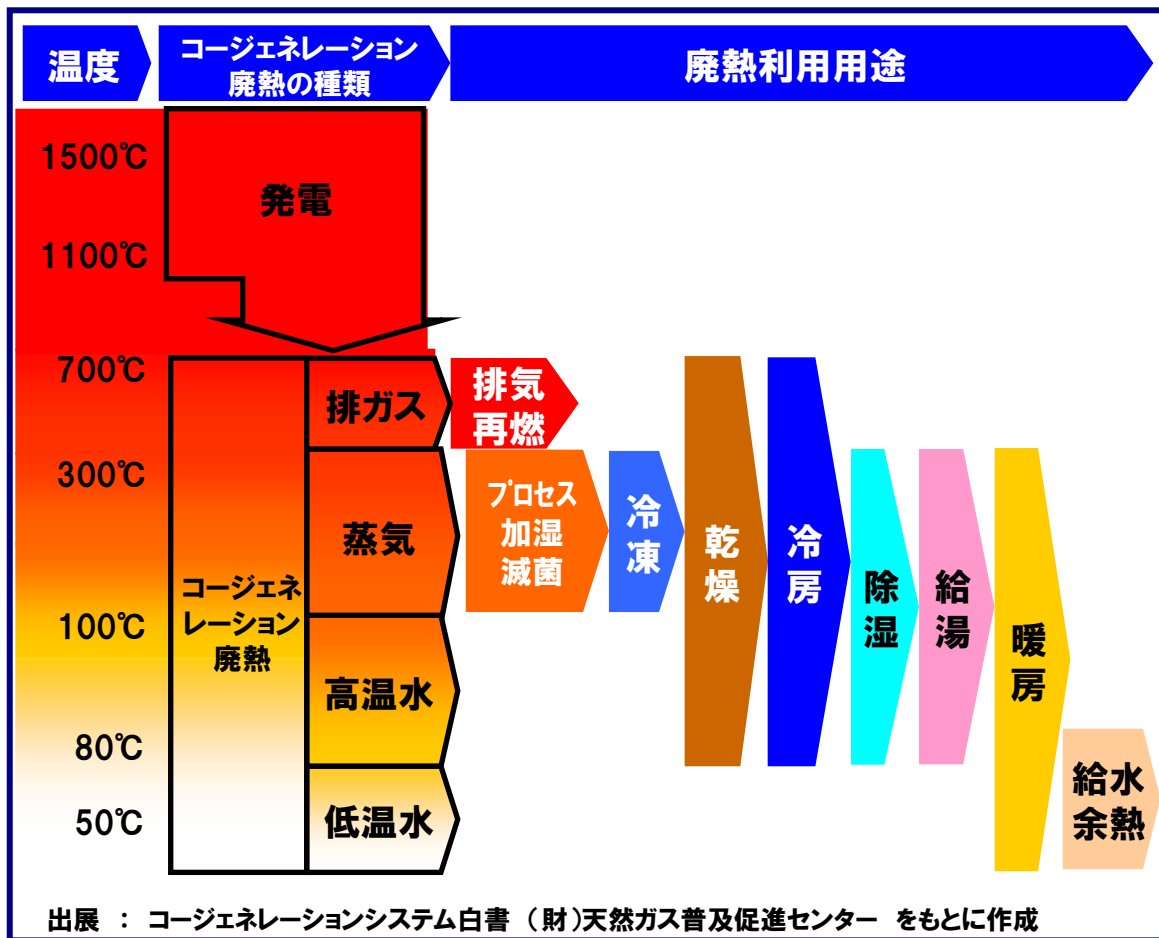 温度
コージェネレーション
廃熱の種類
廃熱利用用途
1500℃
1100℃
700℃
300℃
100℃
80℃
50℃
発電
コージェネ
レーション
廃熱
排ガス
蒸気
高温水
低温水
排気
再燃
プロセス
加湿
滅菌
冷凍
乾燥
冷房
除湿
給湯
暖房
給水
余熱
出展 : コージェネレーションシステム白書 (財)天然ガス普及促進センター をもとに作成